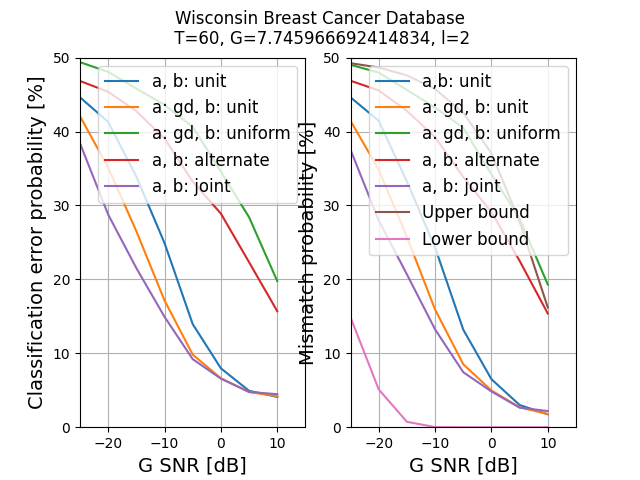 Wisconsin Breast Cancer Database
T=60, G=7.745966692414834, l=2
Classification error probability [%]
50
40
30
20
10
0
−20
−10
0
10
G SNR [dB]
a, b: unit
a: gd, b: unit
a: gd, b: uniform
a, b: alternate
a, b: joint
Mismatch probability [%]
50
40
30
20
10
0
−20
−10
0
10
G SNR [dB]
a,b: unit
a: gd, b: unit
a: gd, b: uniform
a, b: alternate
a, b: joint
Upper bound
Lower bound